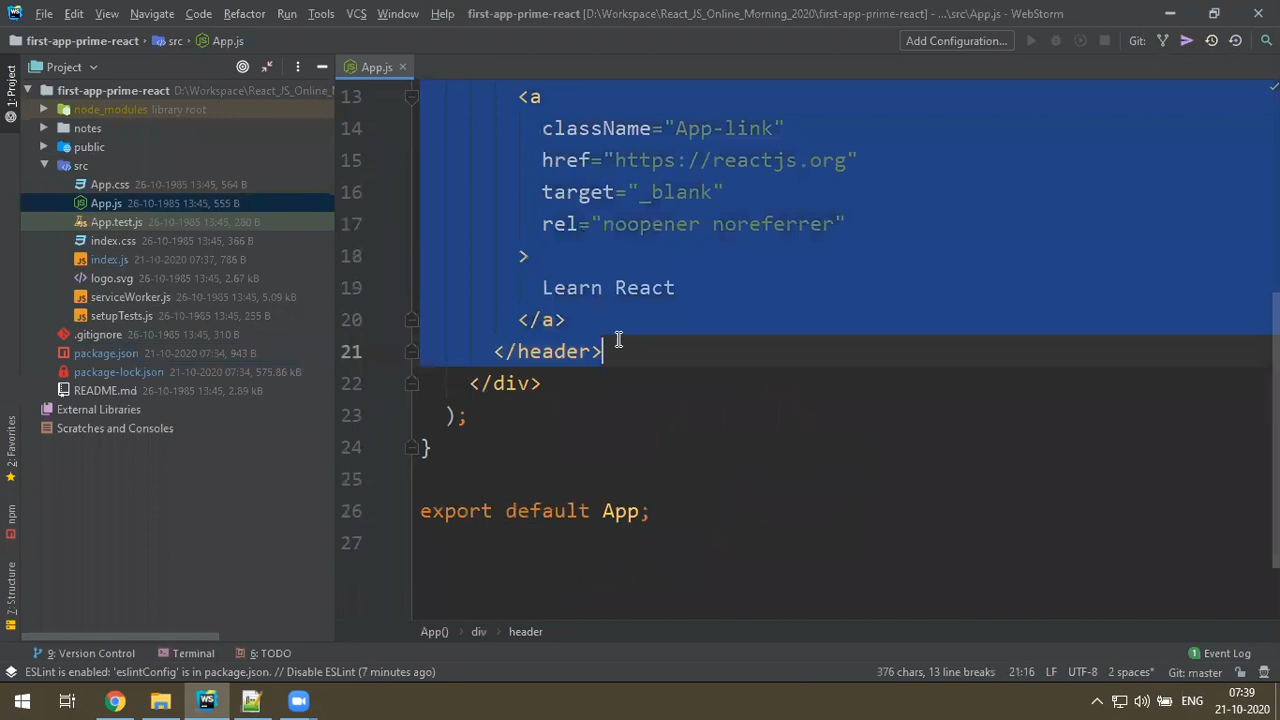 File Edit View Navigate Code Refactor Run Tools VCS Window Help first-app-prime-react [D:\Workspace\React_JS_Online_Morning_2020\first-app-prime-react] - ...\src\App.js - WebStorm
first-app-prime-react src App.js Add Configuration... Git:
Project App.js
first-app-prime-react D:\Workspace\React_JS_Online_M
node_modules library root
notes
public
src
App.css 26-10-1985 13:45, 564 B
App.js 26-10-1985 13:45, 555 B
App.test.js 26-10-1985 13:45, 280 B
index.css 26-10-1985 13:45, 366 B
index.js 21-10-2020 07:37, 786 B
logo.svg 26-10-1985 13:45, 2.67 kB
serviceWorker.js 26-10-1985 13:45, 5.09 kB
setupTests.js 26-10-1985 13:45, 255 B
.gitignore 26-10-1985 13:45, 310 B
package.json 21-10-2020 07:34, 943 B
package-lock.json 21-10-2020 07:34, 575.86 kB
README.md 26-10-1985 13:45, 2.89 kB
External Libraries
Scratches and Consoles
1: Project
2: Favorites
npm
7: Structure
13 <a
14 className="App-link"
15 href="https://reactjs.org"
16 target="_blank"
17 rel="noopener noreferrer"
18 >
19 Learn React
20 </a>
21 </header>
22 </div>
23 );
24 }
25
26 export default App;
27
App() div header
9: Version Control Terminal 6: TODO 1 Event Log
ESLint is enabled: 'eslintConfig' is in package.json. // Disable ESLint (7 minutes ago) 376 chars, 13 line breaks 21:16 LF UTF-8 2 spaces* Git: master
ENG 07:39
21-10-2020